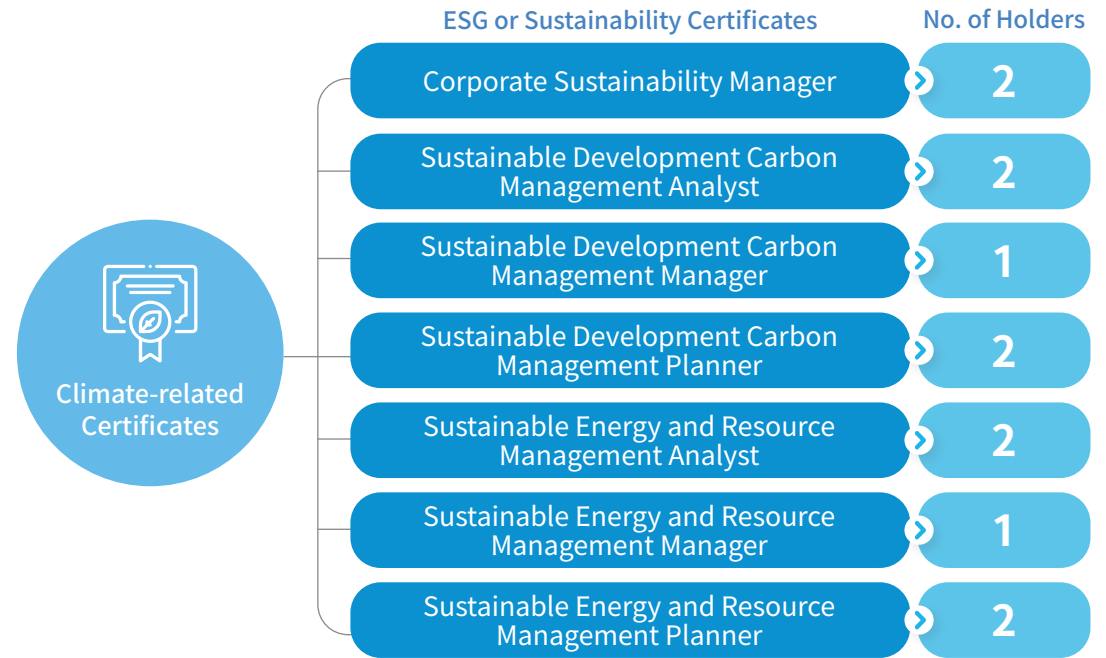 ESG or Sustainability Certificates
No. of Holders
Corporate Sustainability Manager
2
Sustainable Development Carbon
Management Analyst
2
Sustainable Development Carbon
Management Manager
1
Sustainable Development Carbon
Management Planner
2
Climate-related
Certificates
Sustainable Energy and Resource
Management Analyst
2
Sustainable Energy and Resource
Management Manager
1
Sustainable Energy and Resource
Management Planner
2